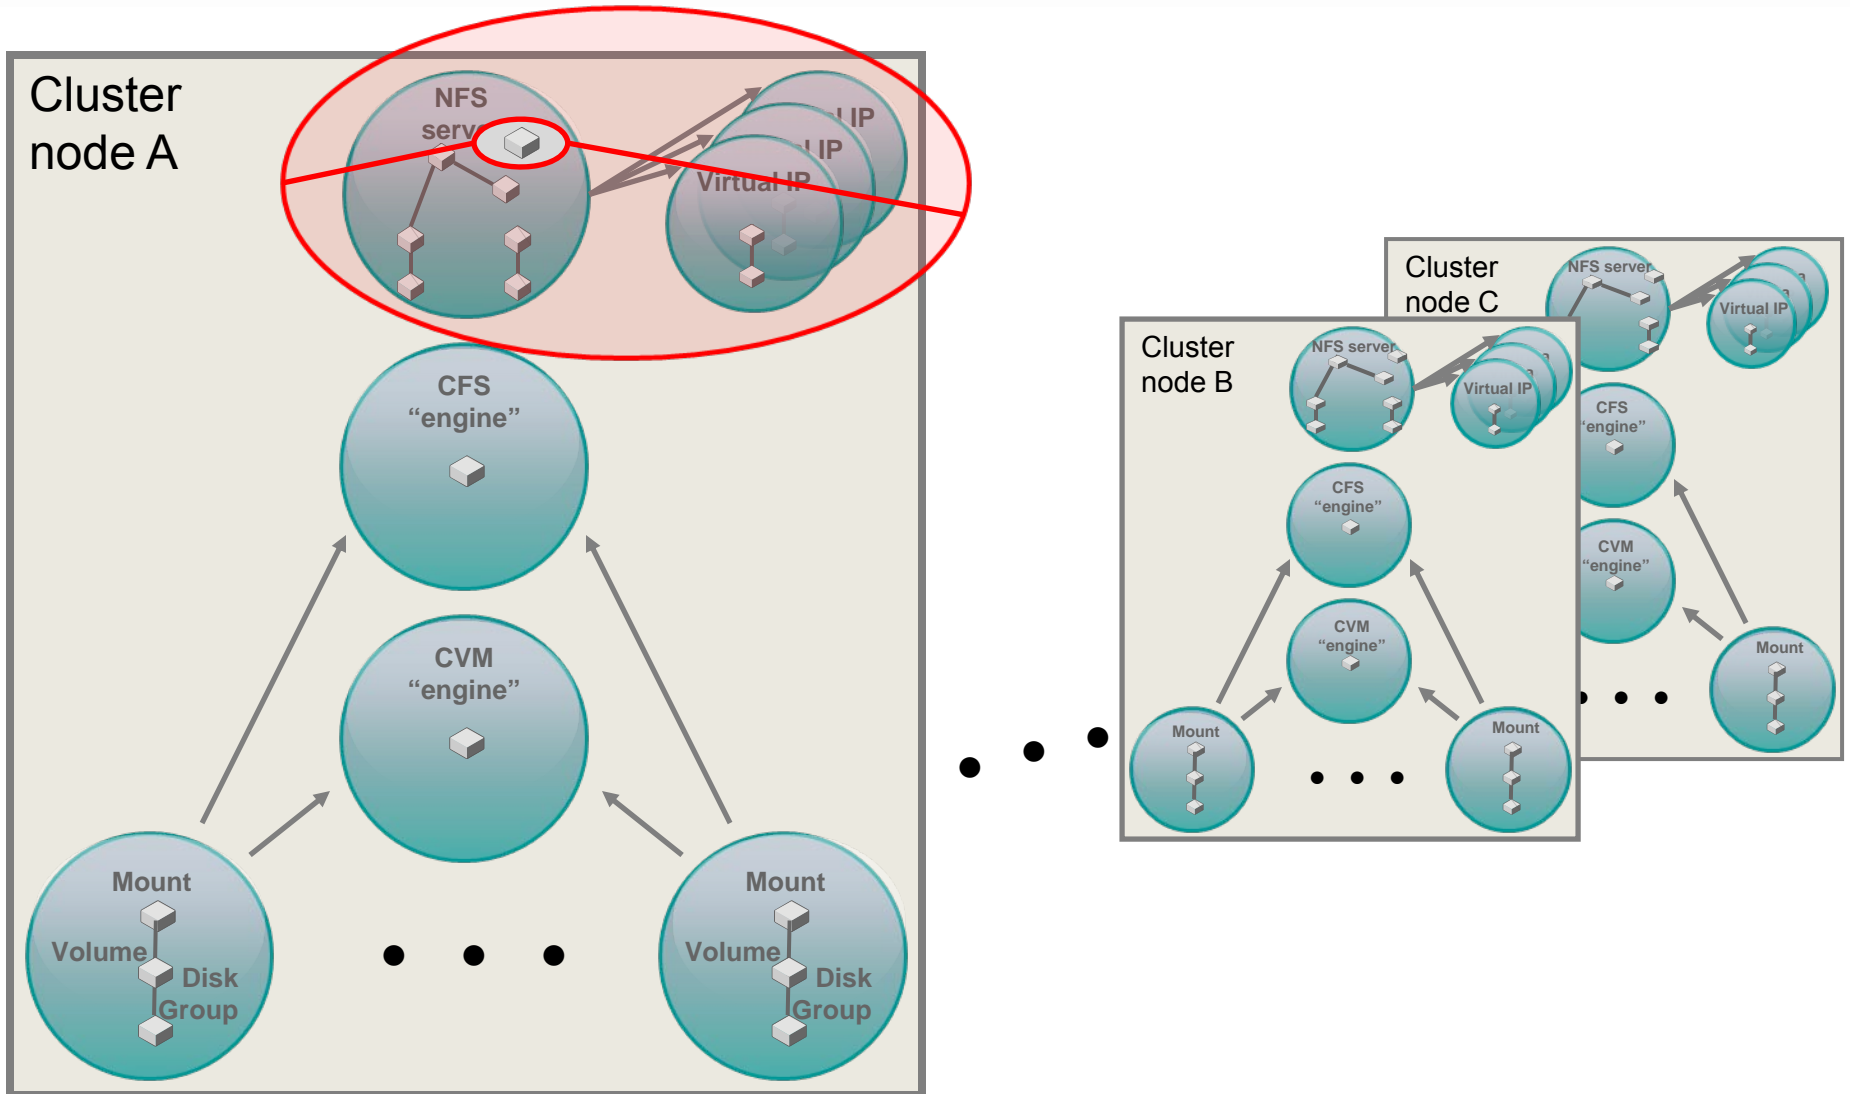 Cluster
node A
NFS
Virtual IP
IP
IP
CFS
“engine”
CVM
“engine”
Mount
Volume
Disk
Group
Mount
Volume
Disk
Group
Cluster
node B
NFS server
Virtual IP
CFS
“engine”
CVM
“engine”
Mount
Mount
Cluster
node C
NFS server
Virtual IP
CFS
“engine”
CVM
“engine”
Mount